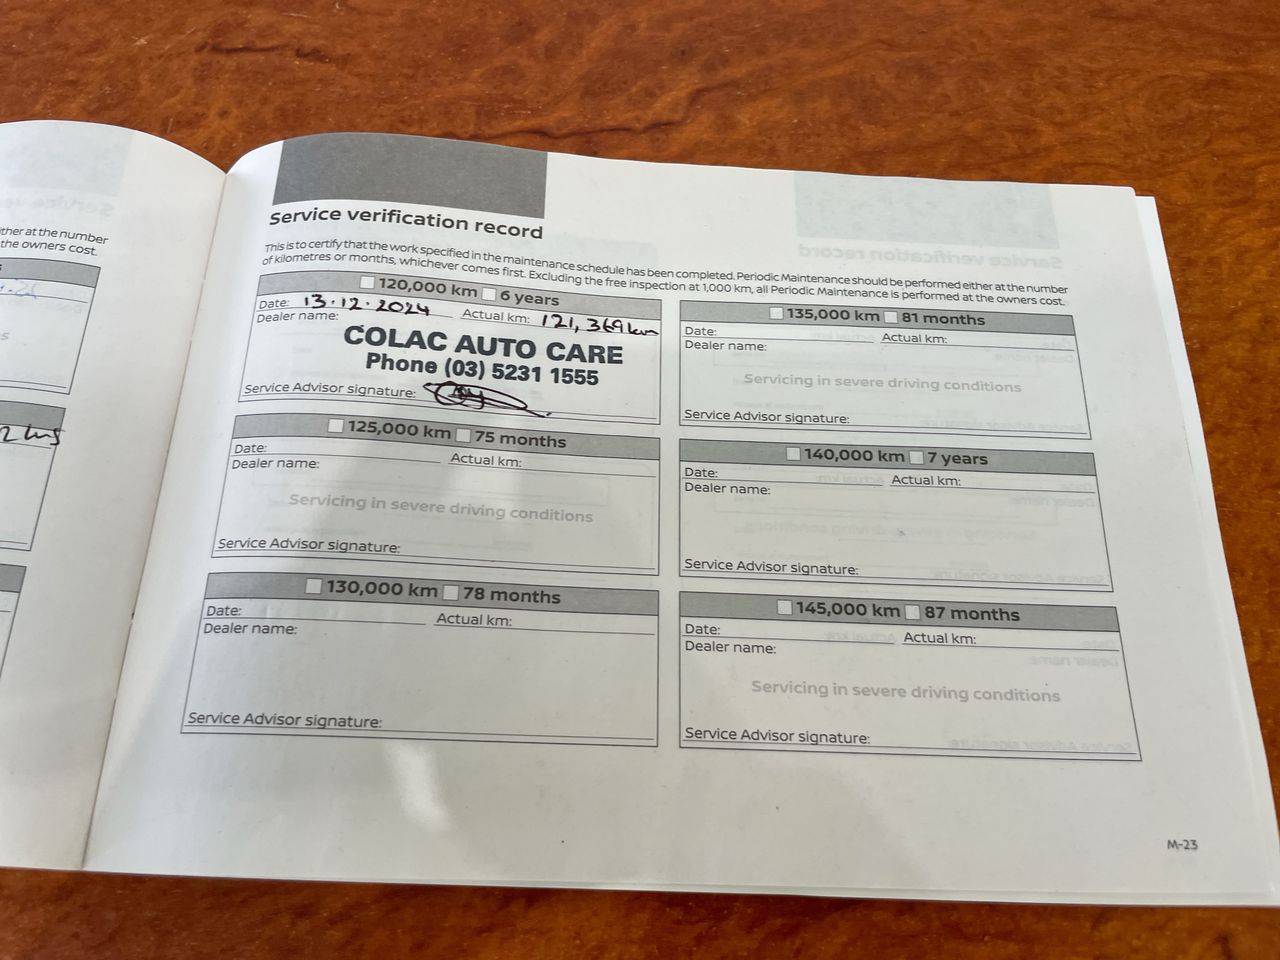 ither at the number
the owners cost.
Service verification record
This is to certify that the work specified in the maintenance schedule has been completed. Periodic Maintenance should be performed either at the number
of kilometres or months, whichever comes first. Excluding the free inspection at 1,000 km, all Periodic Maintenance is performed at the owners cost.
120,000 km 6 years
Date: 13.12.2024 Actual km: 121,369km
Dealer name:
COLAC AUTO CARE
Phone (03) 5231 1555
Service Advisor signature:
125,000 km 75 months
Date: Actual km:
Dealer name:
Servicing in severe driving conditions
Service Advisor signature:
130,000 km 78 months
Date: Actual km:
Dealer name:
Service Advisor signature:
135,000 km 81 months
Date: Actual km:
Dealer name:
Servicing in severe driving conditions
Service Advisor signature:
140,000 km 7 years
Date: Actual km:
Dealer name:
Service Advisor signature:
145,000 km 87 months
Date: Actual km:
Dealer name:
Servicing in severe driving conditions
Service Advisor signature:
M-23